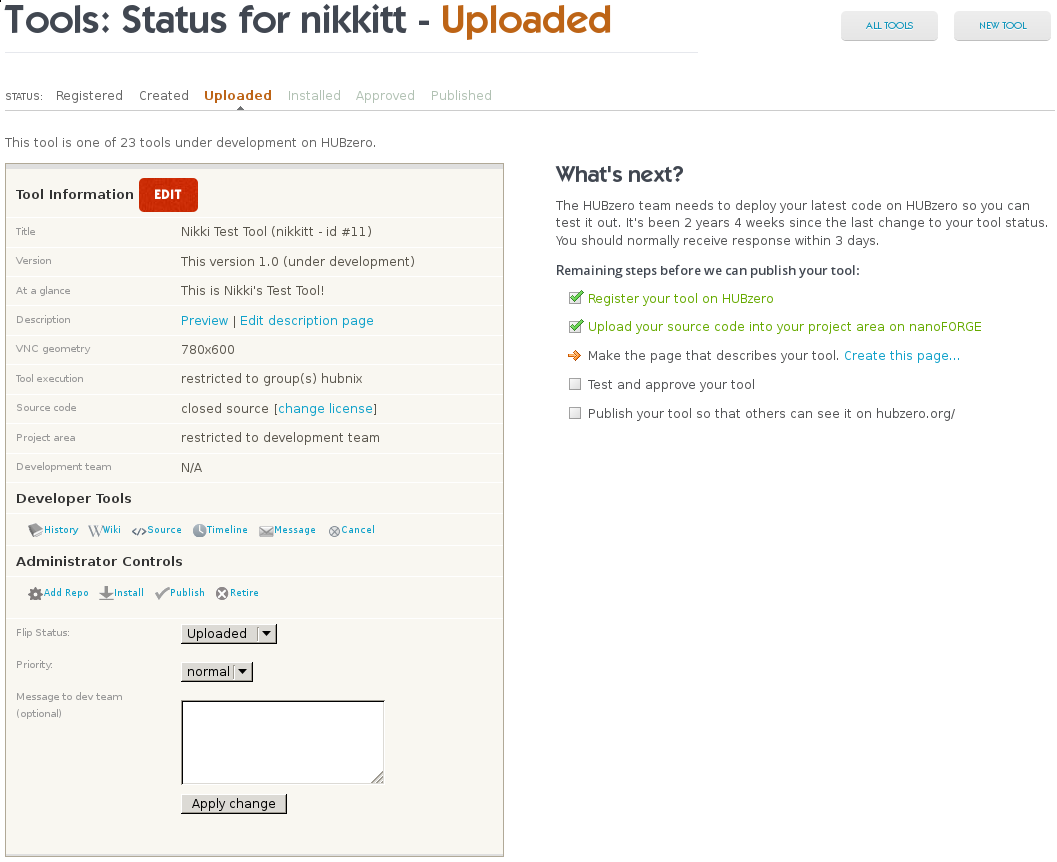 Tools: Status for nikkitt - Uploaded
ALL TOOLS
NEW TOOL
STATUS: Registered Created Uploaded Installed Approved Published
This tool is one of 23 tools under development on HUBzero.
Tool Information EDIT
Title Nikki Test Tool (nikkitt - id #11)
Version This version 1.0 (under development)
At a glance This is Nikki's Test Tool!
Description Preview | Edit description page
VNC geometry 780x600
Tool execution restricted to group(s) hubnix
Source code closed source [change license]
Project area restricted to development team
Development team N/A
Developer Tools
History Wiki Source Timeline Message Cancel
Administrator Controls
Add Repo Install Publish Retire
Flip Status: Uploaded
Priority: normal
Message to dev team
(optional)
Apply change
What's next?
The HUBzero team needs to deploy your latest code on HUBzero so you can
test it out. It's been 2 years 4 weeks since the last change to your tool status.
You should normally receive response within 3 days.
Remaining steps before we can publish your tool:
Register your tool on HUBzero
Upload your source code into your project area on nanoFORGE
Make the page that describes your tool. Create this page...
Test and approve your tool
Publish your tool so that others can see it on hubzero.org/